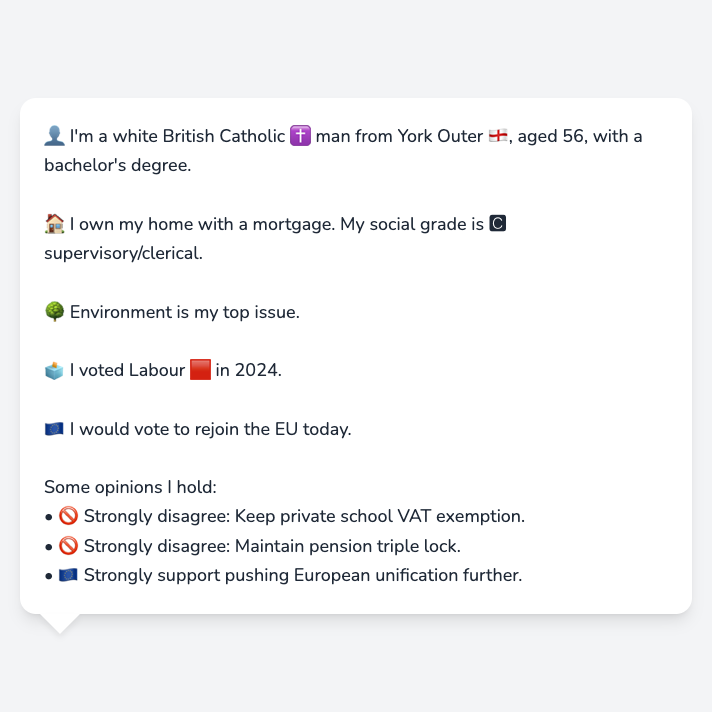 👤 I'm a white British Catholic ✝️ man from York Outer 🏴󠁧󠁢󠁥󠁮󠁧󠁿, aged 56, with a
bachelor's degree.
🏠 I own my home with a mortgage. My social grade is 🅲
supervisory/clerical.
🌳 Environment is my top issue.
🗳️ I voted Labour 🟥 in 2024.
🇪🇺 I would vote to rejoin the EU today.
Some opinions I hold:
• 🚫 Strongly disagree: Keep private school VAT exemption.
• 🚫 Strongly disagree: Maintain pension triple lock.
• 🇪🇺 Strongly support pushing European unification further.